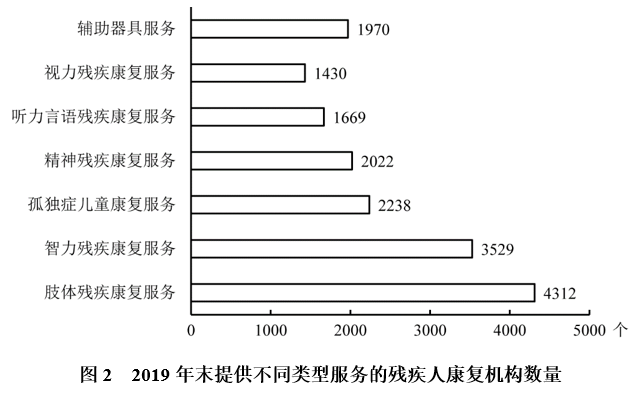 辅助器具服务 1970
视力残疾康复服务 1430
听力言语残疾康复服务 1669
精神残疾康复服务 2022
孤独症儿童康复服务 2238
智力残疾康复服务 3529
肢体残疾康复服务 4312
0 1000 2000 3000 4000 5000 个
图 2 2019 年末提供不同类型服务的残疾人康复机构数量